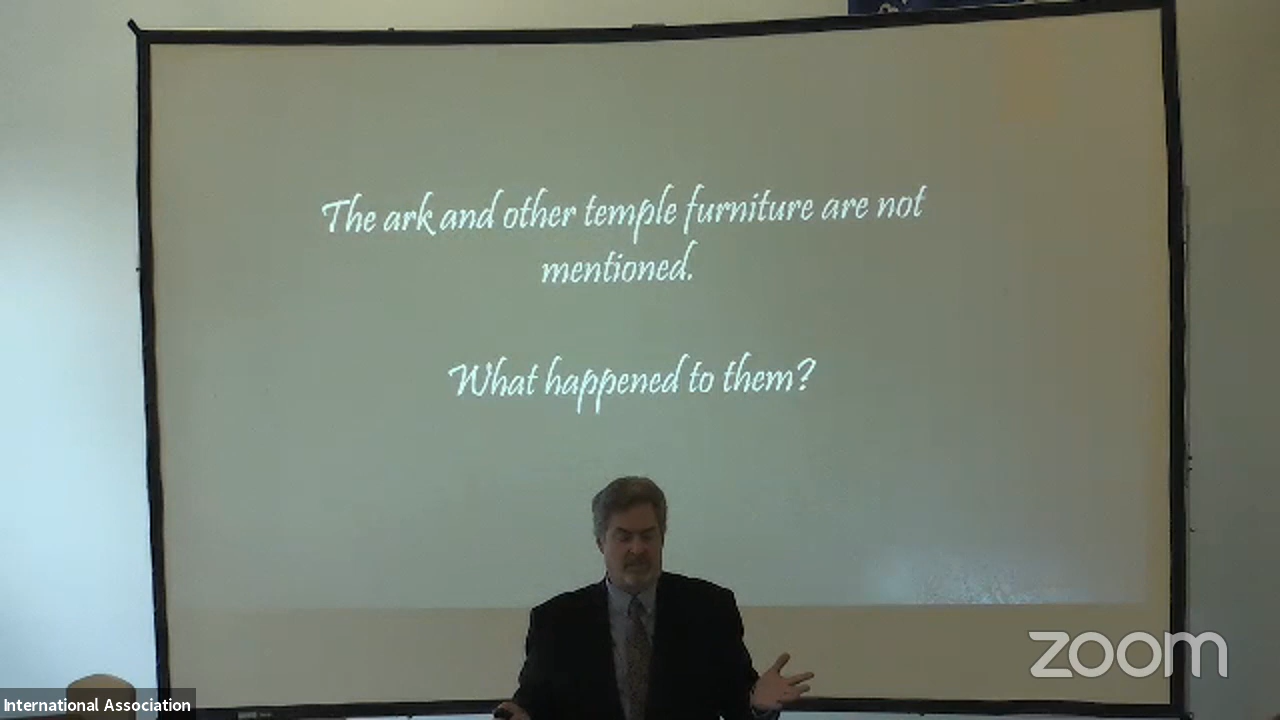 The ark and other temple furniture are not
mentioned.
What happened to them?
zoom
International Association